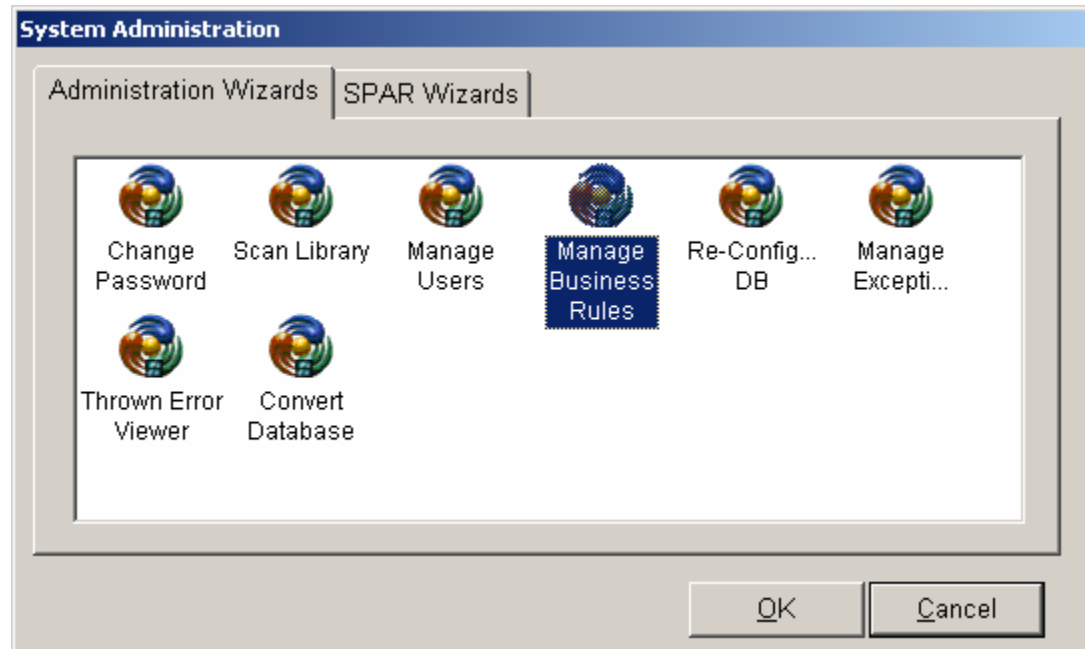 System Administration
Administration Wizards
SPAR Wizards
Change
Password
Scan Library
Manage
Users
Manage
Business
Rules
Re-Config...
DB
Manage
Excepti...
Thrown Error
Viewer
Convert
Database
OK
Cancel